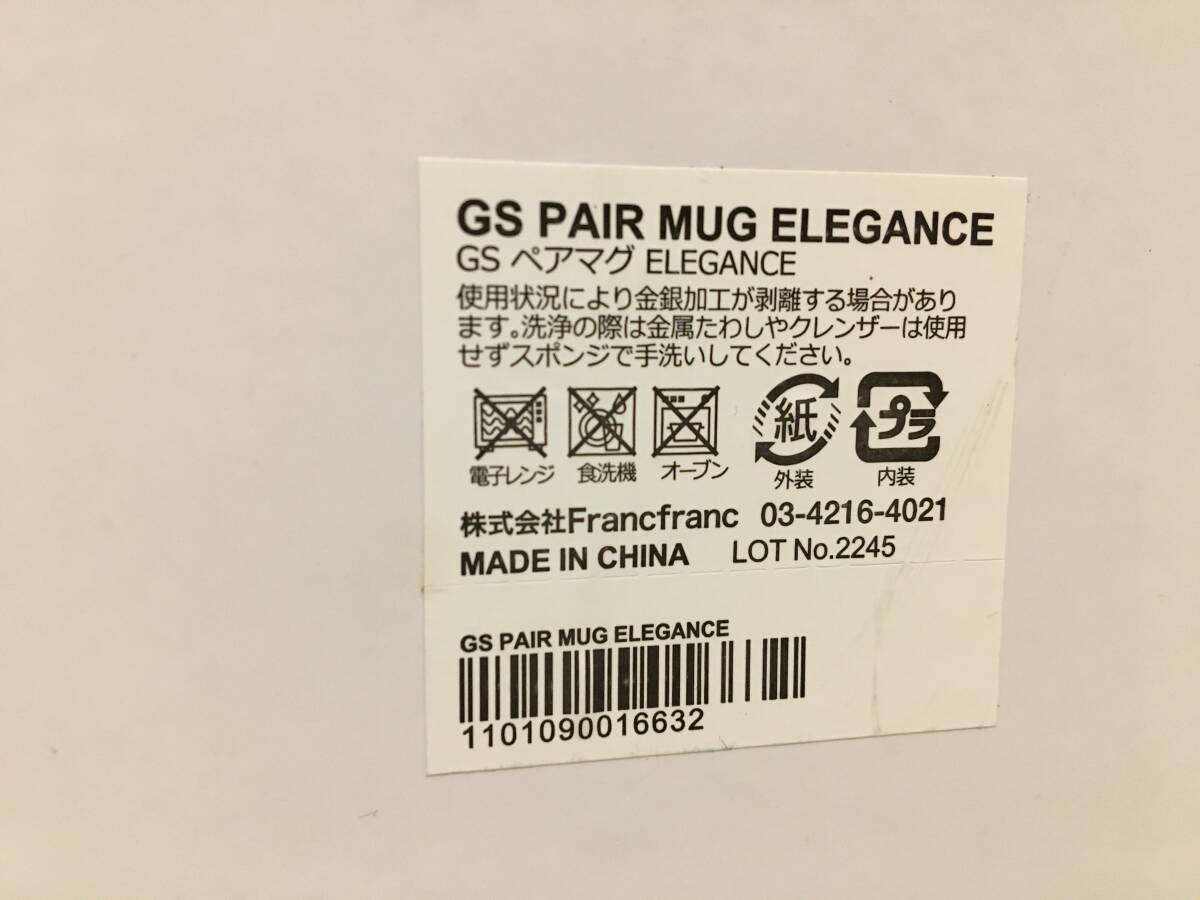 GS PAIR MUG ELEGANCE
GS ペアマグ ELEGANCE
使用状況により金銀加工が剥離する場合があり
ます。洗浄の際は金属たわしやクレンザーは使用
せずスポンジで手洗いしてください。
紙 プラ
電子レンジ 食洗機 オーブン 外装 内装
株式会社Francfranc 03-4216-4021
MADE IN CHINA LOT No.2245
GS PAIR MUG ELEGANCE
1101090016632